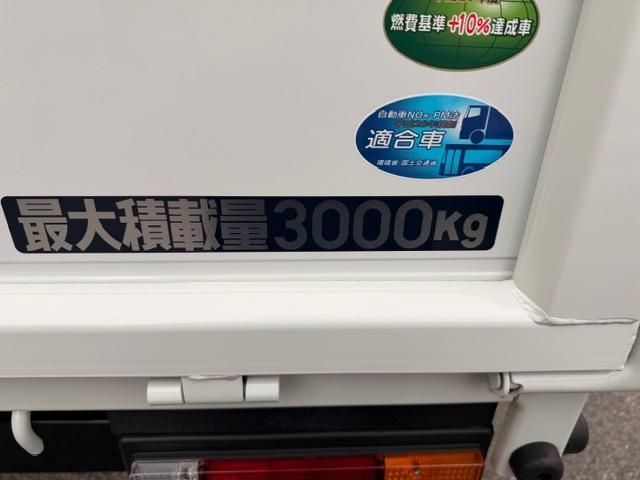 燃費基準+10%達成車
自動車NOx・PM法
適合車
環境省・国土交通省
最大積載量3000Kg